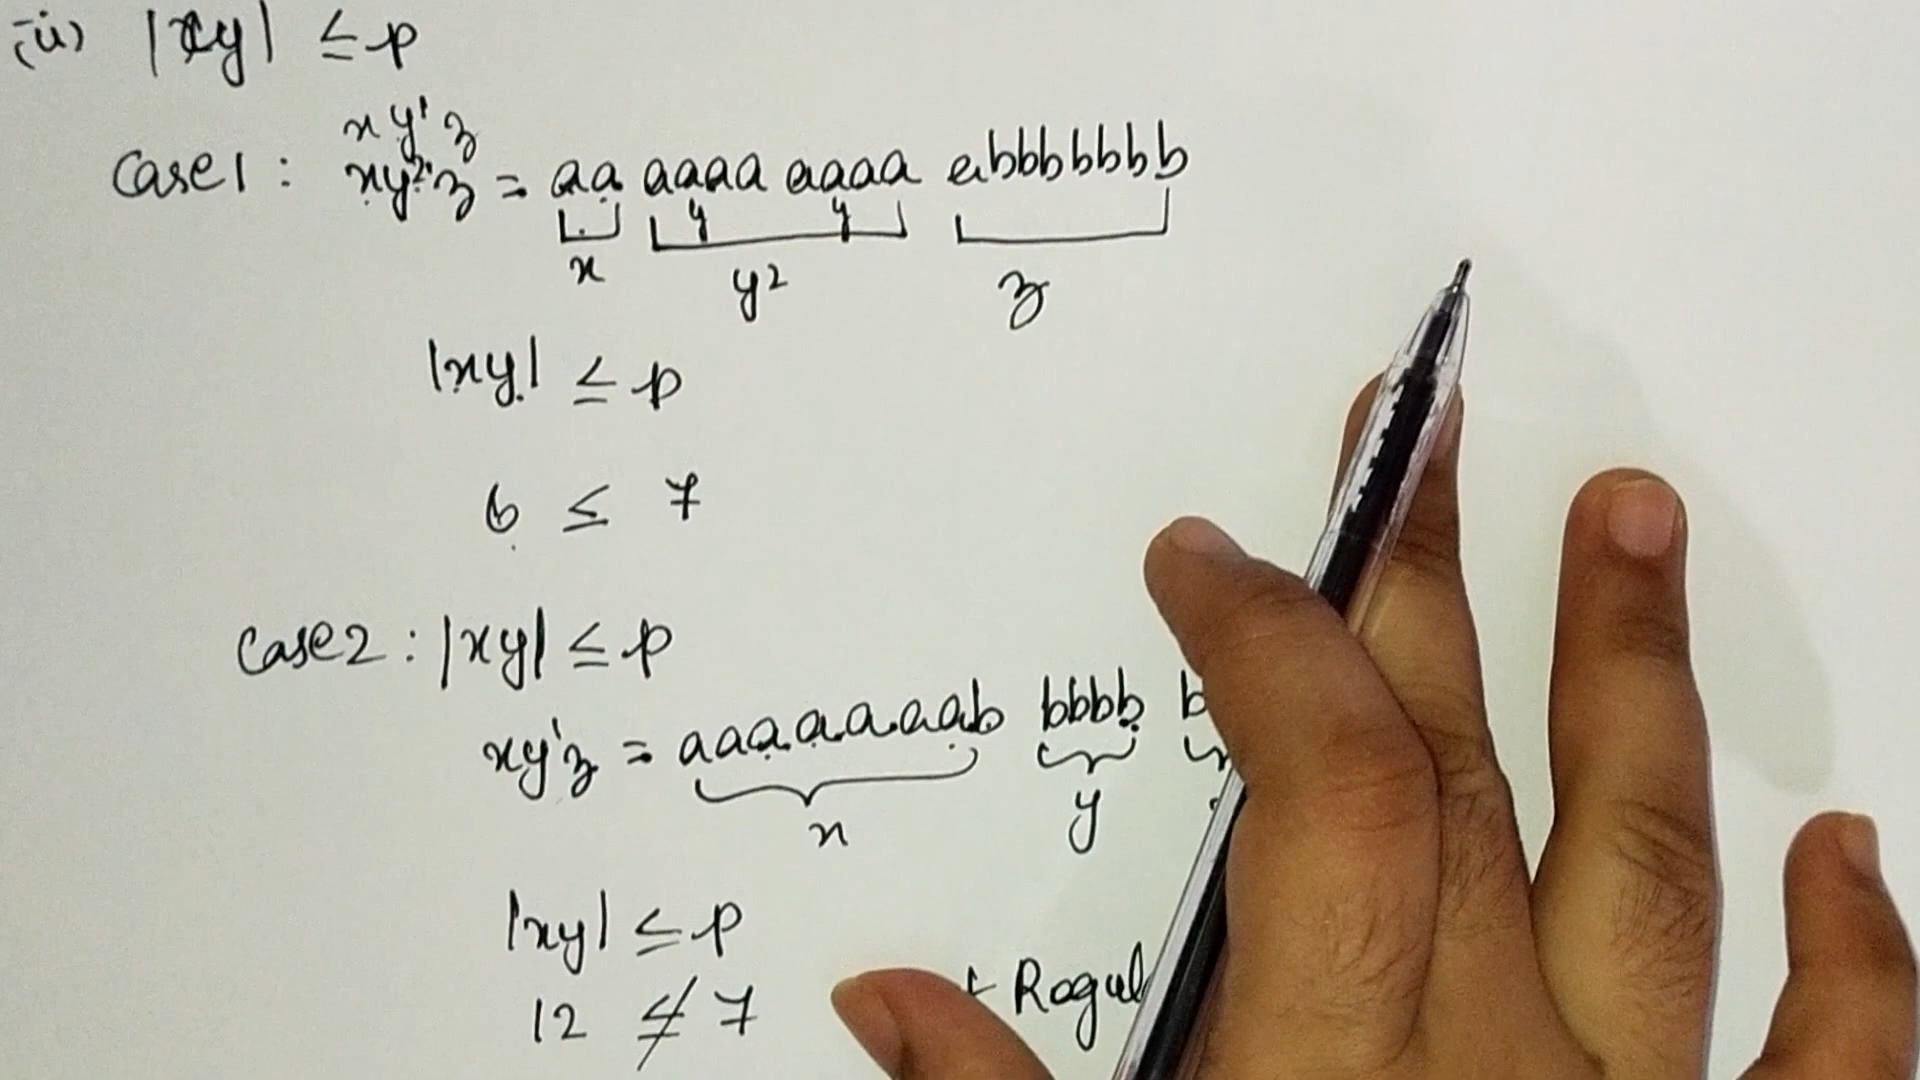 (ii) |xy| ≤ p
xy¹z
Case1 : xy²z = aa aaaa aaaa abbbbbbb
y y
x y² z
|xy| ≤ p
6 ≤ 7
Case2 : |xy| ≤ p
xy¹z = aaaaaaab bbbb b
x y
|xy| ≤ p
12 ≰ 7 Regul